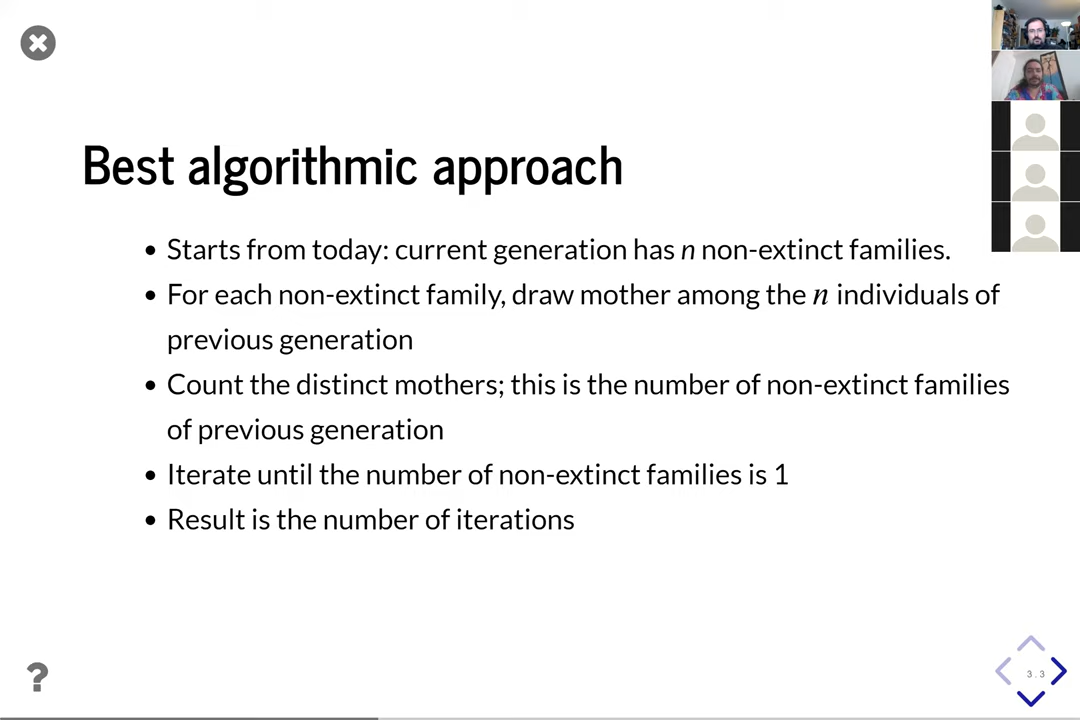 Best algorithmic approach
• Starts from today: current generation has n non-extinct families.
• For each non-extinct family, draw mother among the n individuals of
previous generation
• Count the distinct mothers; this is the number of non-extinct families
of previous generation
• Iterate until the number of non-extinct families is 1
• Result is the number of iterations
?
3.3